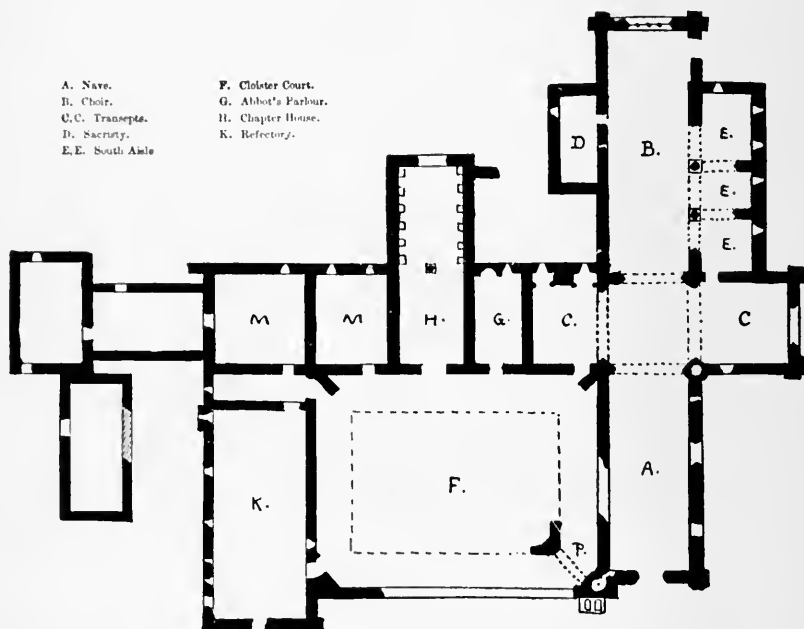 A. Nave.
B. Choir.
C,C. Transepts.
D. Sacristy.
E,E. South Aisle
F. Cloister Court.
G. Abbot's Parlour.
H. Chapter House.
K. Refectory.
D
B.
E.
E.
E.
M
M
H.
G.
C.
C
K.
F.
P.
A.